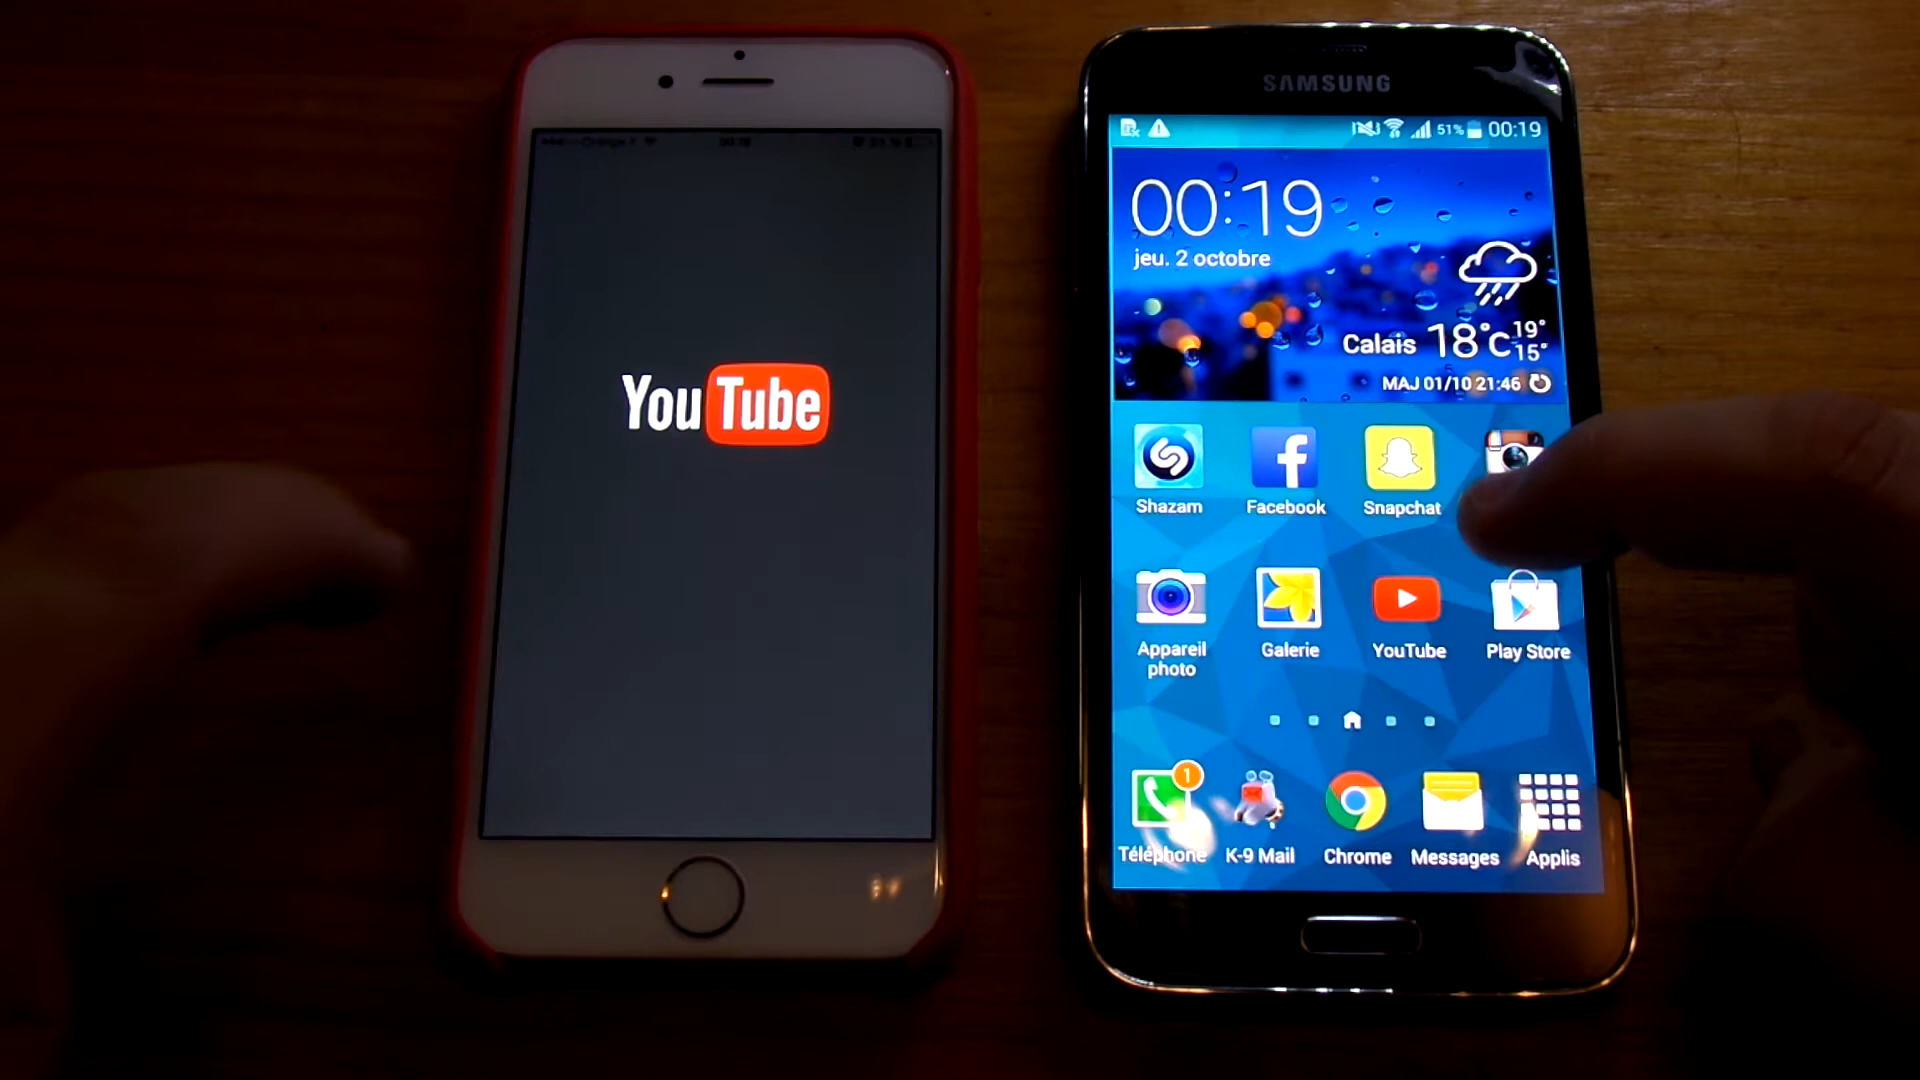 YouTube
SAMSUNG
51% 00:19
00:19
jeu. 2 octobre
Calais 18°C 19° 15°
MAJ 01/10 21:46
Shazam
Facebook
Snapchat
Appareil photo
Galerie
YouTube
Play Store
1
Téléphone
K-9 Mail
Chrome
Messages
Applis